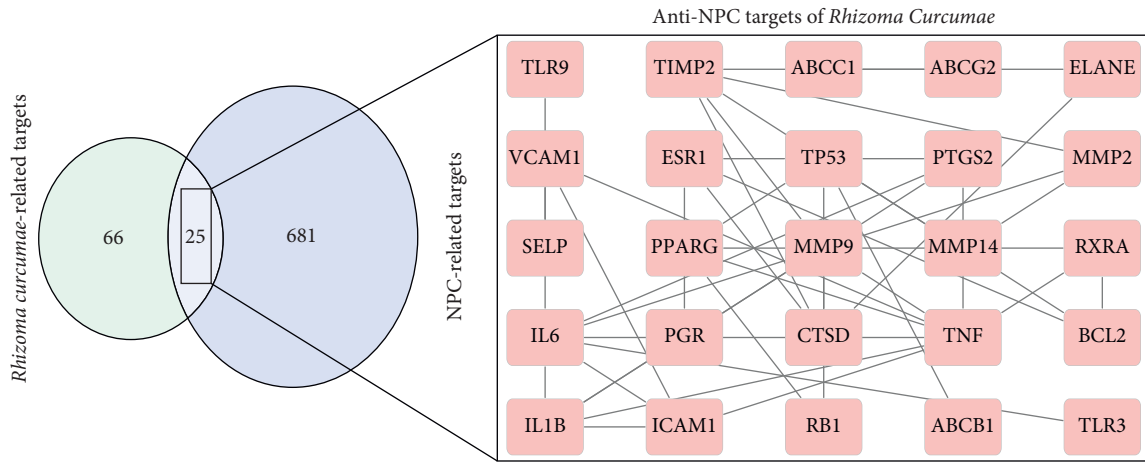 Anti-NPC targets of Rhizoma Curcumae
Rhizoma curcumae-related targets
66
25
681
NPC-related targets
TLR9 TIMP2 ABCC1 ABCG2 ELANE
VCAM1 ESR1 TP53 PTGS2 MMP2
SELP PPARG MMP9 MMP14 RXRA
IL6 PGR CTSD TNF BCL2
IL1B ICAM1 RB1 ABCB1 TLR3